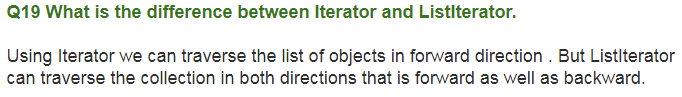 Q19 What is the difference between Iterator and ListIterator.
Using Iterator we can traverse the list of objects in forward direction . But ListIterator
can traverse the collection in both directions that is forward as well as backward.